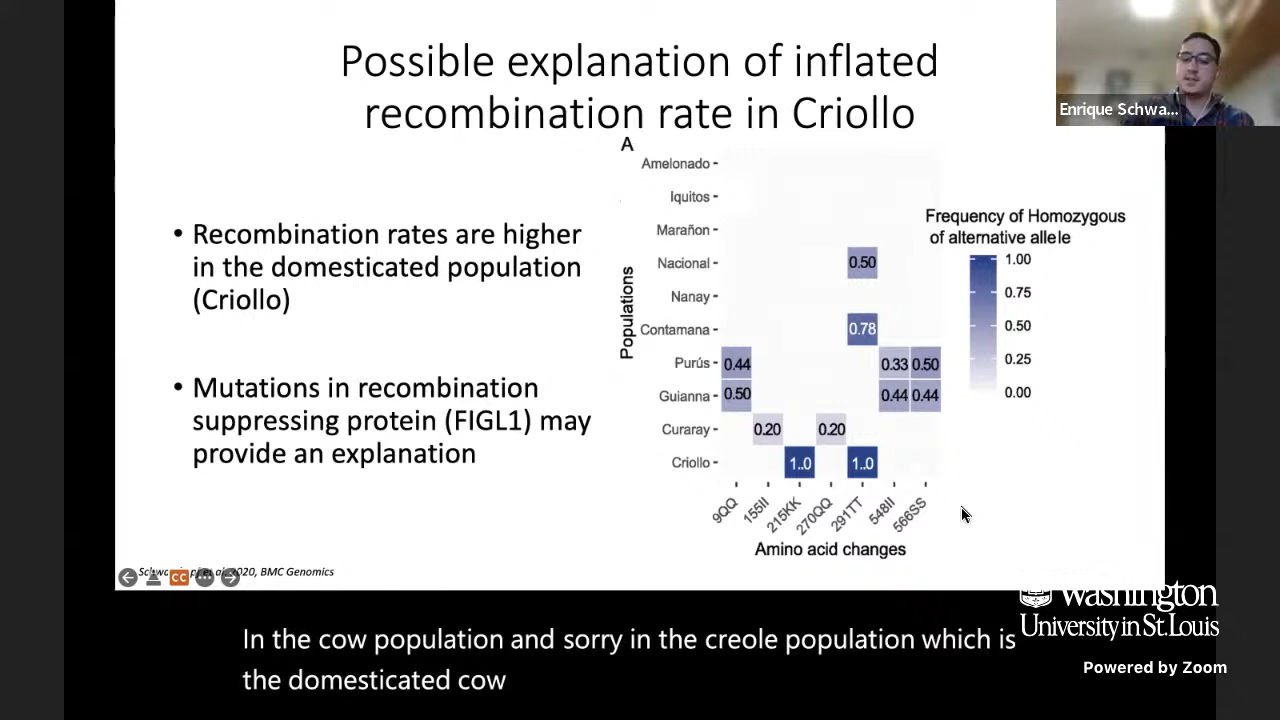 Possible explanation of inflated
recombination rate in Criollo
Enrique Schwa...
• Recombination rates are higher
in the domesticated population
(Criollo)
• Mutations in recombination
suppressing protein (FIGL1) may
provide an explanation
A
Populations
Amelonado
Iquitos
Marañon
Nacional
0.50
Nanay
Contamana
0.78
Purús
0.44 0.33 0.50
Guianna
0.50 0.44 0.44
Curaray
0.20 0.20
Criollo
1..0 1..0
9QQ 155II 215KK 270QQ 291TT 548II 566SS
Amino acid changes
Frequency of Homozygous
of alternative allele
1.00
0.75
0.50
0.25
0.00
2020, BMC Genomics
CC
Washington
University in St. Louis
Powered by Zoom
In the cow population and sorry in the creole population which is
the domesticated cow